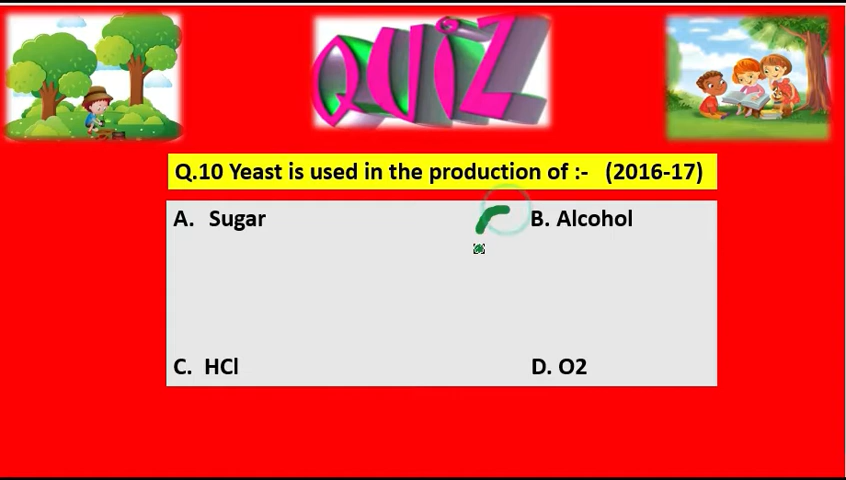 QUIZ
Q.10 Yeast is used in the production of :- (2016-17)
A. Sugar B. Alcohol
C. HCl D. O2